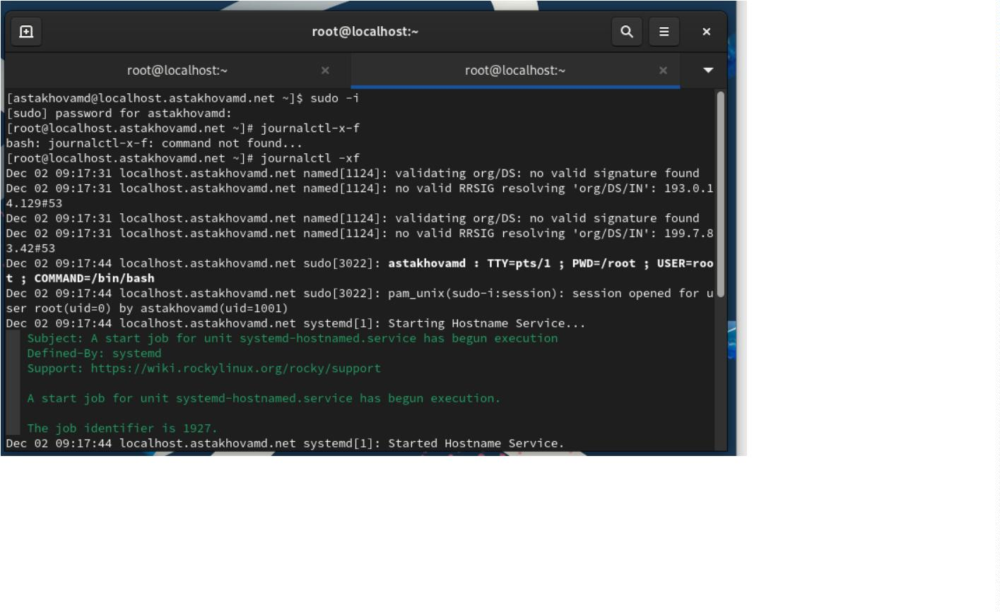 root@localhost:~
root@localhost:~ × root@localhost:~ ×
[astakhovamd@localhost.astakhovamd.net ~]$ sudo -i
[sudo] password for astakhovamd:
[root@localhost.astakhovamd.net ~]# journalctl-x-f
bash: journalctl-x-f: command not found...
[root@localhost.astakhovamd.net ~]# journalctl -xf
Dec 02 09:17:31 localhost.astakhovamd.net named[1124]: validating org/DS: no valid signature found
Dec 02 09:17:31 localhost.astakhovamd.net named[1124]: no valid RRSIG resolving 'org/DS/IN': 193.0.1
4.129#53
Dec 02 09:17:31 localhost.astakhovamd.net named[1124]: validating org/DS: no valid signature found
Dec 02 09:17:31 localhost.astakhovamd.net named[1124]: no valid RRSIG resolving 'org/DS/IN': 199.7.8
3.42#53
Dec 02 09:17:44 localhost.astakhovamd.net sudo[3022]: astakhovamd : TTY=pts/1 ; PWD=/root ; USER=roo
t ; COMMAND=/bin/bash
Dec 02 09:17:44 localhost.astakhovamd.net sudo[3022]: pam_unix(sudo-i:session): session opened for u
ser root(uid=0) by astakhovamd(uid=1001)
Dec 02 09:17:44 localhost.astakhovamd.net systemd[1]: Starting Hostname Service...
Subject: A start job for unit systemd-hostnamed.service has begun execution
Defined-By: systemd
Support: https://wiki.rockylinux.org/rocky/support
A start job for unit systemd-hostnamed.service has begun execution.
The job identifier is 1927.
Dec 02 09:17:44 localhost.astakhovamd.net systemd[1]: Started Hostname Service.